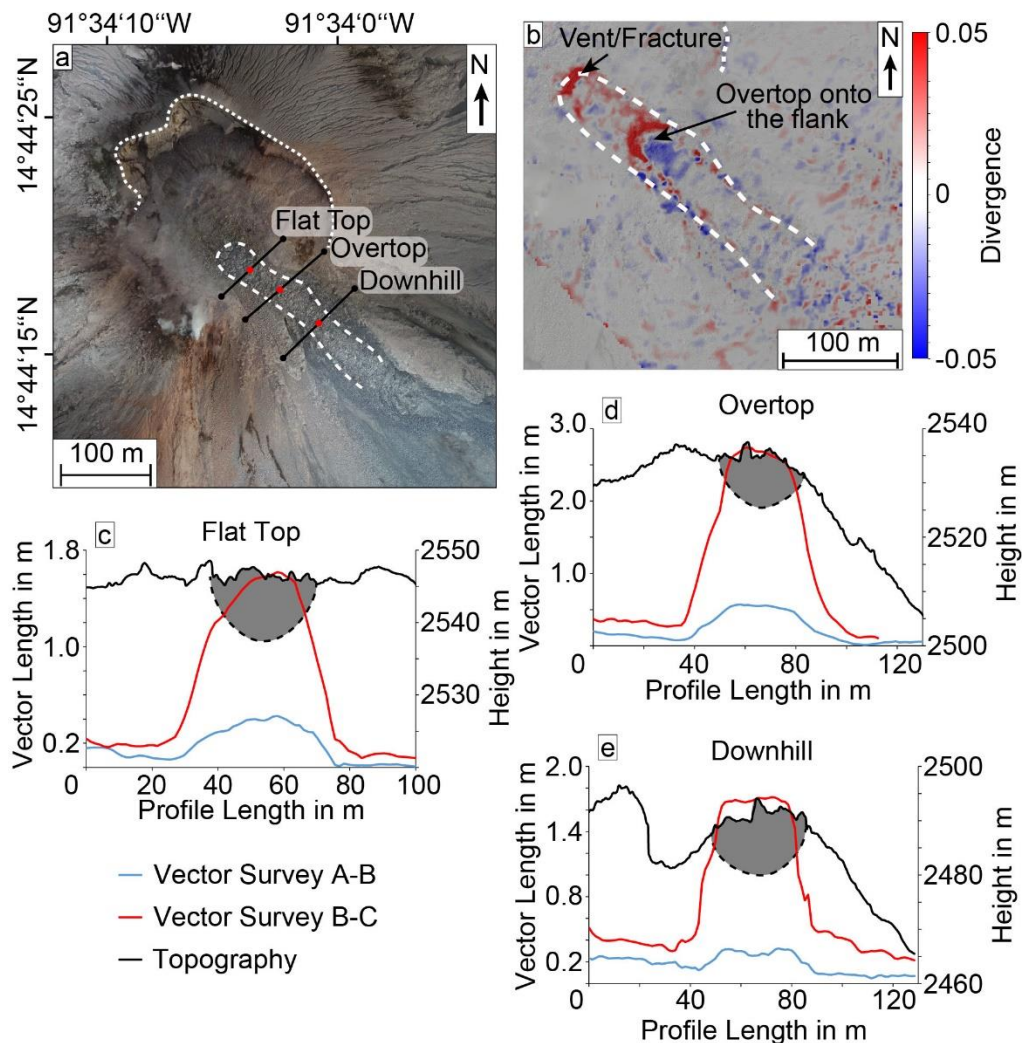 91°34‘10“W
91°34‘0“W
a
N
14°44‘25“N
14°44‘15“N
Flat Top
Overtop
Downhill
100 m
b
N
Vent/Fracture
Overtop onto
the flank
100 m
0.05
0
-0.05
Divergence
c
Flat Top
1.8
1.0
0.2
Vector Length in m
2550
2540
2530
Height in m
0
20
40
60
80
100
Profile Length in m
d
Overtop
3.0
2.0
1.0
Vector Length in m
2540
2520
2500
Height in m
0
40
80
120
Profile Length in m
e
Downhill
2.0
1.4
0.8
0.2
Vector Length in m
2500
2480
2460
Height in m
0
40
80
120
Profile Length in m
Vector Survey A-B
Vector Survey B-C
Topography